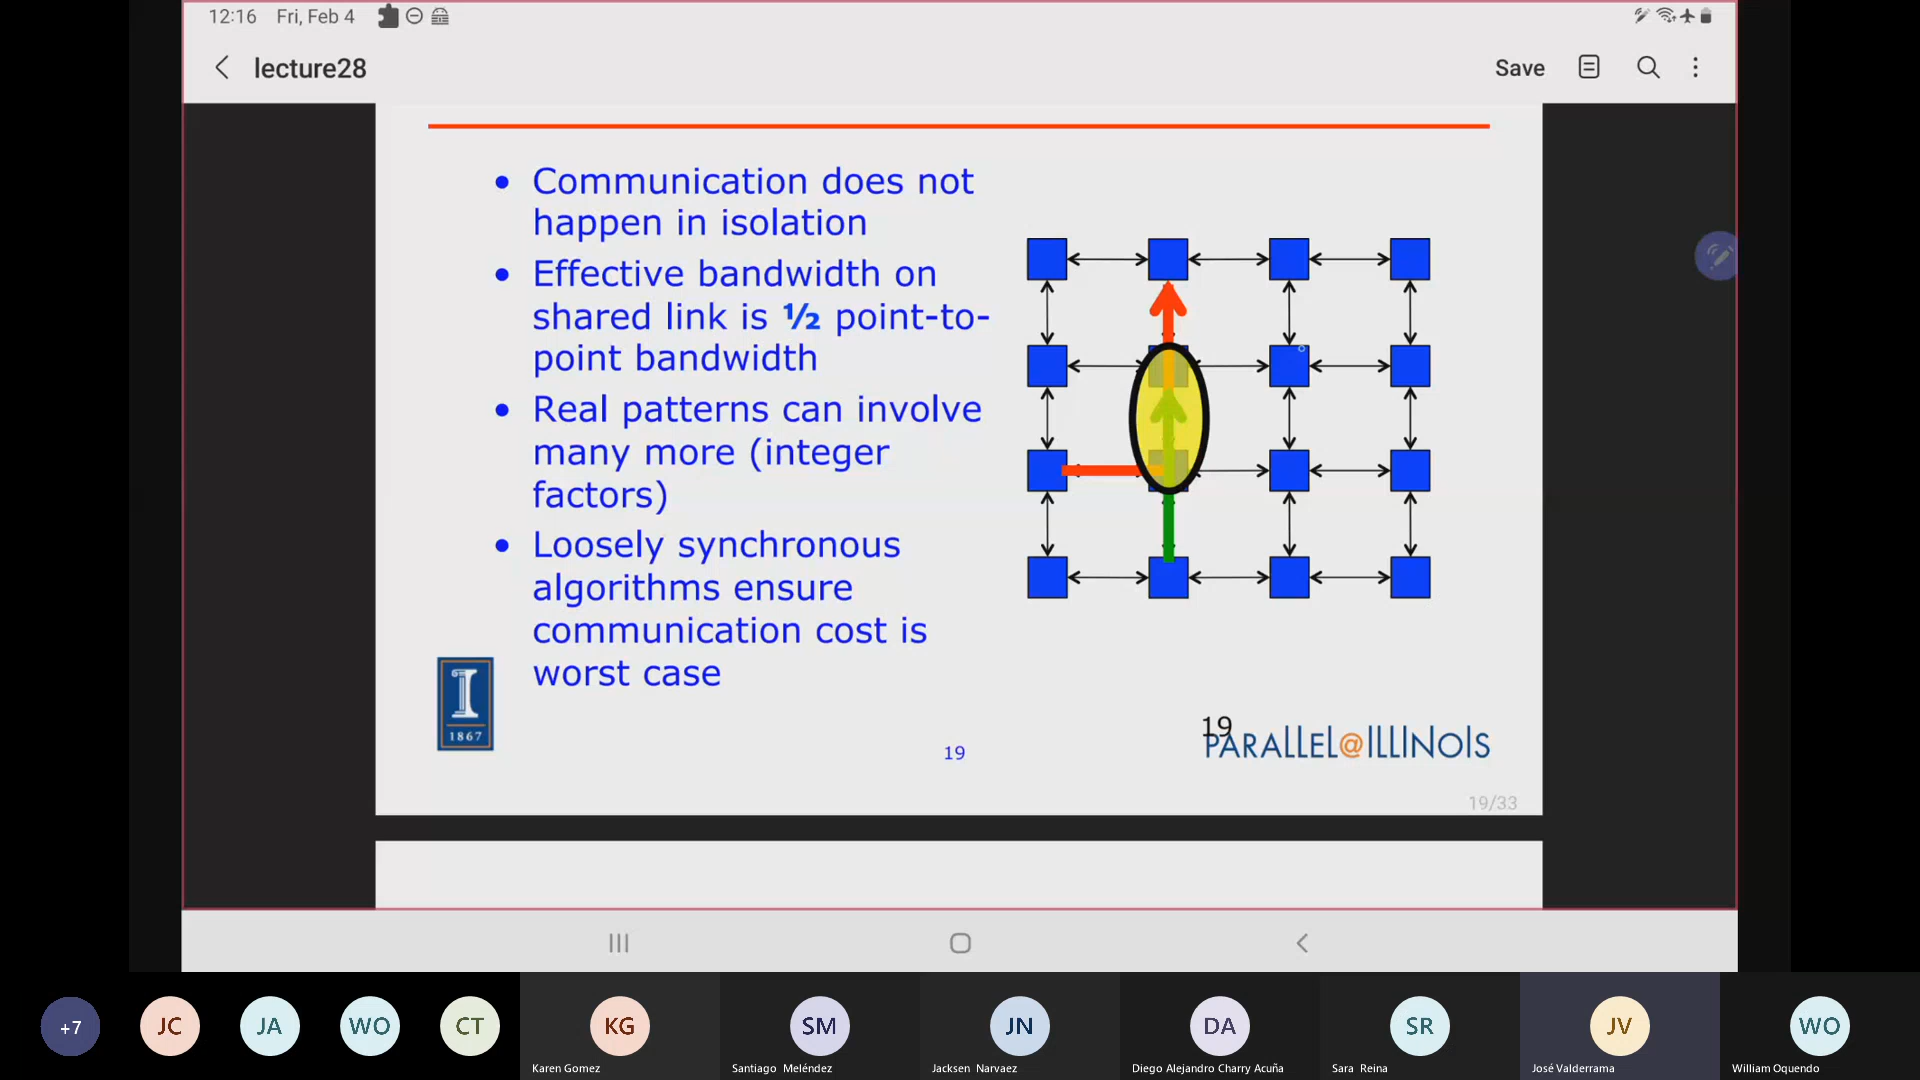 12:16 Fri, Feb 4
lecture28
Save
• Communication does not
happen in isolation
• Effective bandwidth on
shared link is ½ point-to-
point bandwidth
• Real patterns can involve
many more (integer
factors)
• Loosely synchronous
algorithms ensure
communication cost is
worst case
I
1867
19
19
PARALLEL@ILLINOIS
19/33
+7
JC
JA
WO
CT
KG
SM
JN
DA
SR
JV
WO
Karen Gomez
Santiago Meléndez
Jacksen Narvaez
Diego Alejandro Charry Acuña
Sara Reina
José Valderrama
William Oquendo